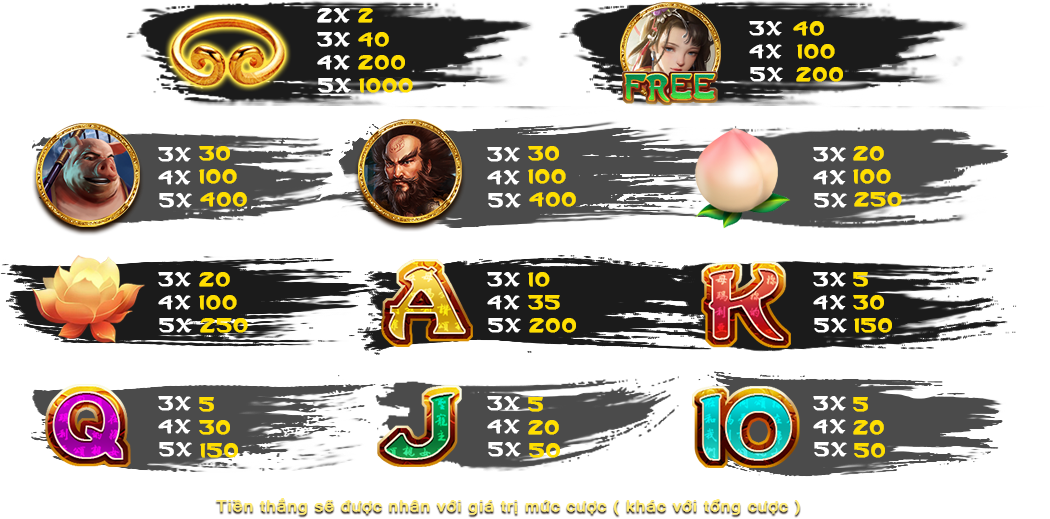 2X 2
3X 40
4X 200
5X 1000
FREE
3X 40
4X 100
5X 200
3X 30
4X 100
5X 400
3X 30
4X 100
5X 400
3X 20
4X 100
5X 250
3X 20
4X 100
5X 250
A
3X 10
4X 35
5X 200
K
3X 5
4X 30
5X 150
Q
3X 5
4X 30
5X 150
J
3X 5
4X 20
5X 50
10
3X 5
4X 20
5X 50
Tiền thắng sẽ được nhân với giá trị mức cược ( khác với tổng cược )